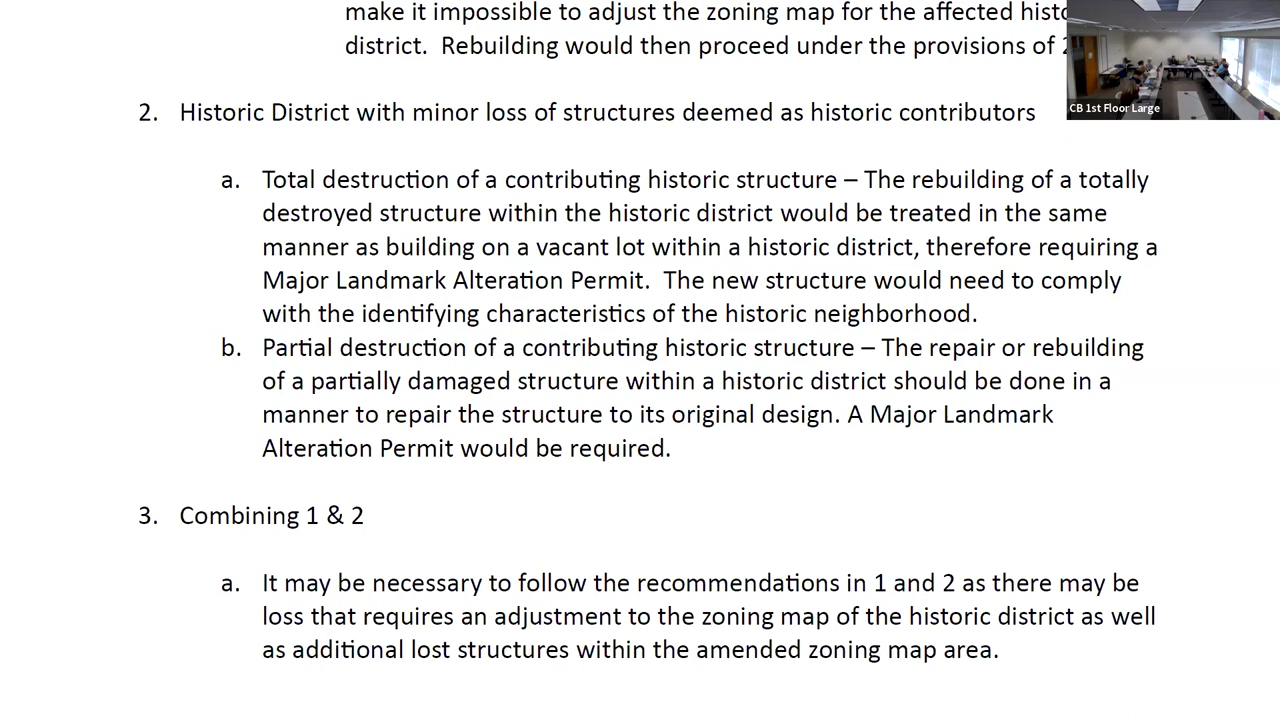 make it impossible to adjust the zoning map for the affected
district.  Rebuilding would then proceed under the provisions of
CB 1st Floor Large
2. Historic District with minor loss of structures deemed as historic contributors
a. Total destruction of a contributing historic structure – The rebuilding of a totally
destroyed structure within the historic district would be treated in the same
manner as building on a vacant lot within a historic district, therefore requiring a
Major Landmark Alteration Permit.  The new structure would need to comply
with the identifying characteristics of the historic neighborhood.
b. Partial destruction of a contributing historic structure – The repair or rebuilding
of a partially damaged structure within a historic district should be done in a
manner to repair the structure to its original design. A Major Landmark
Alteration Permit would be required.
3. Combining 1 & 2
a. It may be necessary to follow the recommendations in 1 and 2 as there may be
loss that requires an adjustment to the zoning map of the historic district as well
as additional lost structures within the amended zoning map area.